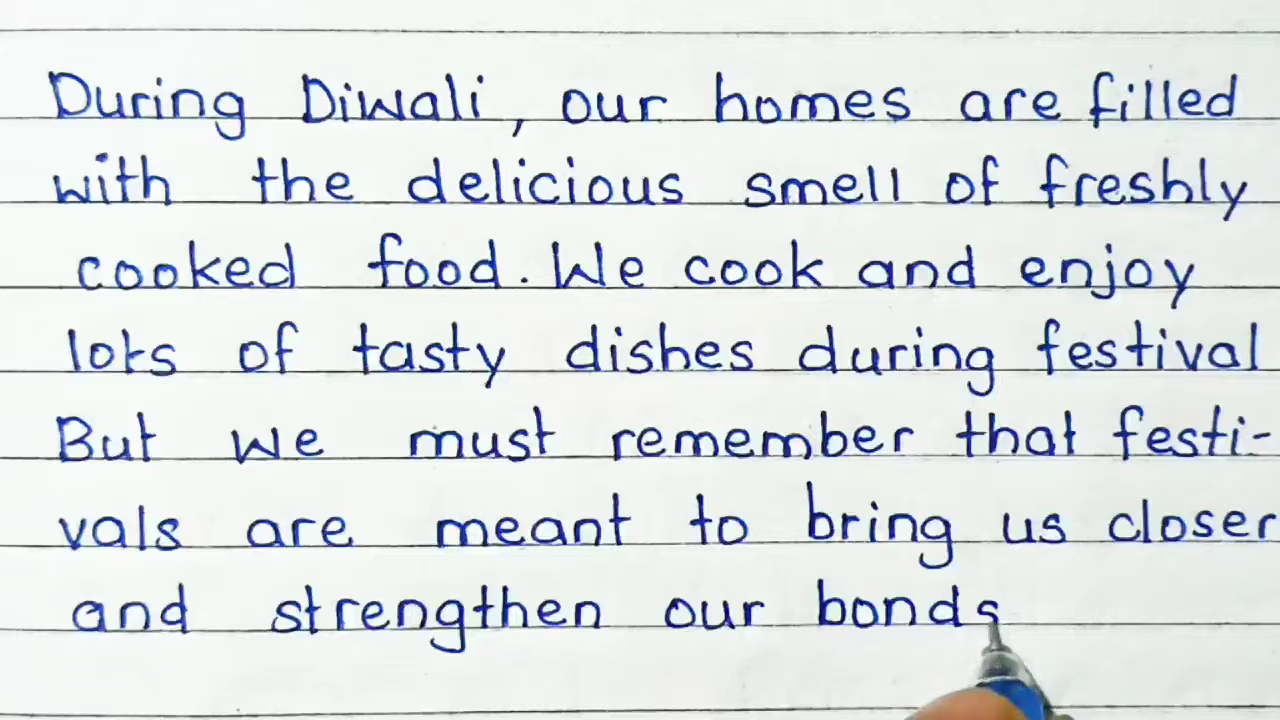 During Diwali, our homes are filled
with the delicious smell of freshly
cooked food. We cook and enjoy
lots of tasty dishes during festival
But we must remember that festi-
vals are meant to bring us closer
and strengthen our bonds